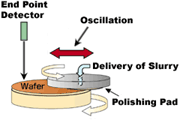 End Point
Detector
Oscillation
Delivery of Slurry
Wafer
Polishing Pad